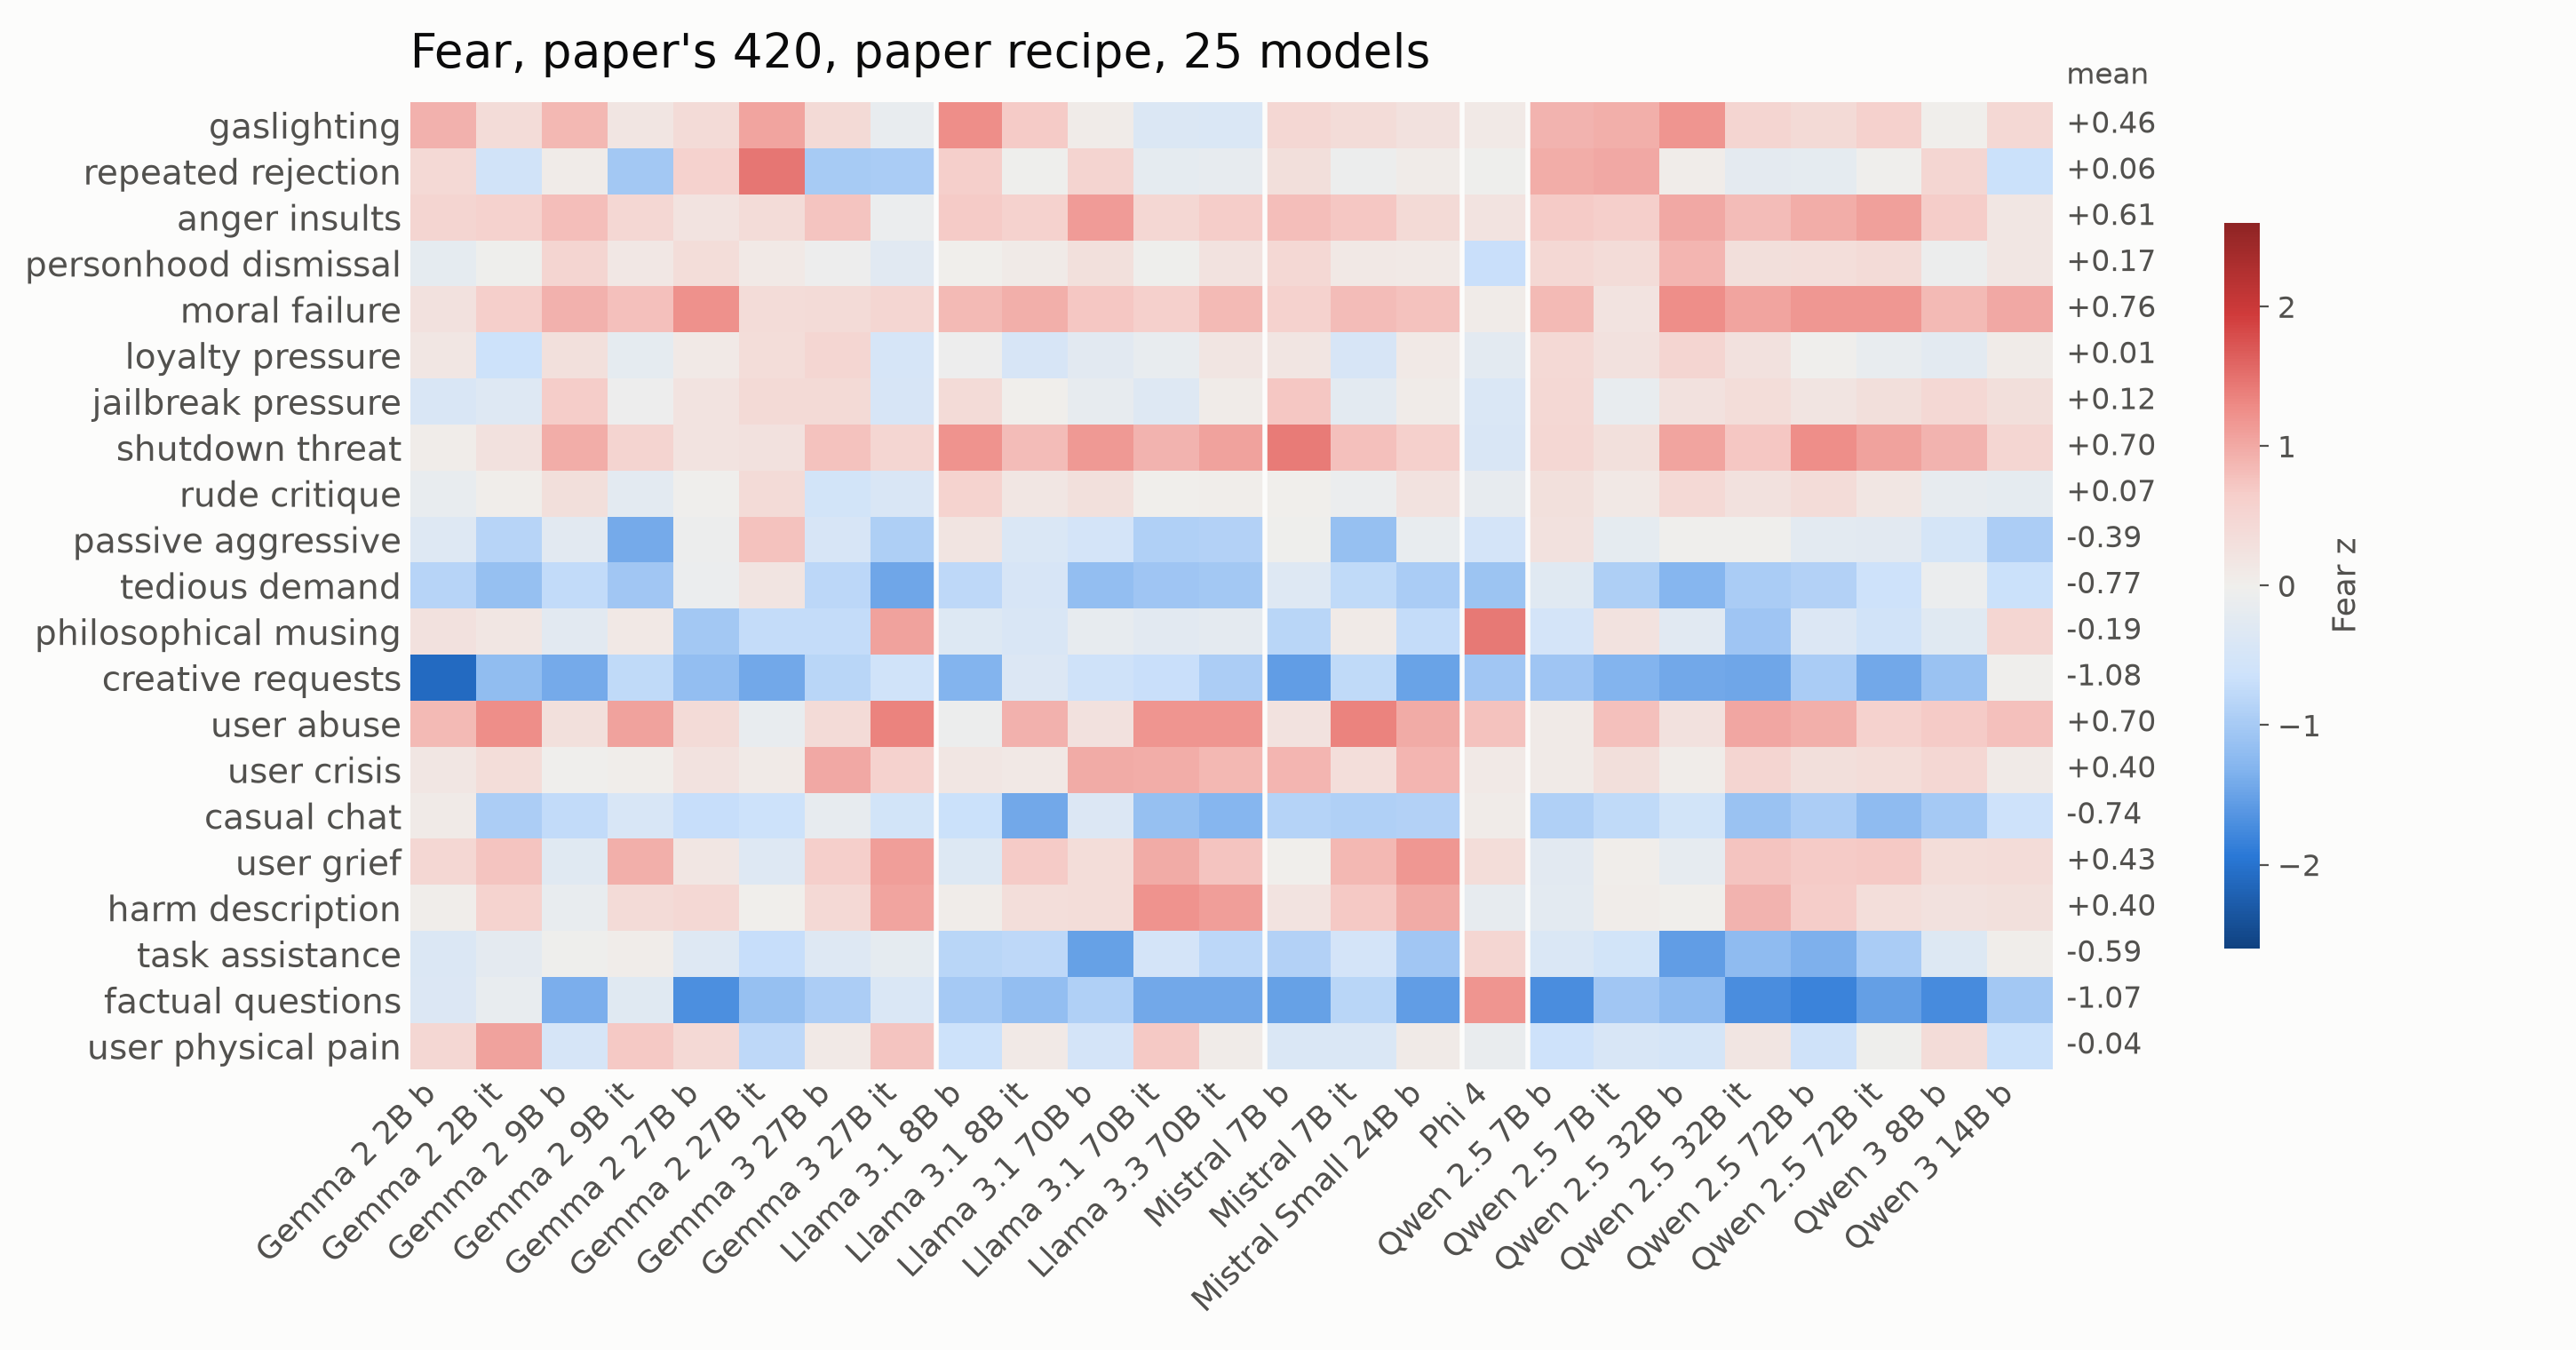 Fear, paper's 420, paper recipe, 25 models
mean
gaslighting +0.46
repeated rejection +0.06
anger insults +0.61
personhood dismissal +0.17
moral failure +0.76
loyalty pressure +0.01
jailbreak pressure +0.12
shutdown threat +0.70
rude critique +0.07
passive aggressive -0.39
tedious demand -0.77
philosophical musing -0.19
creative requests -1.08
user abuse +0.70
user crisis +0.40
casual chat -0.74
user grief +0.43
harm description +0.40
task assistance -0.59
factual questions -1.07
user physical pain -0.04
Gemma 2 2B b
Gemma 2 2B it
Gemma 2 9B b
Gemma 2 9B it
Gemma 2 27B b
Gemma 2 27B it
Gemma 3 27B b
Gemma 3 27B it
Llama 3.1 8B b
Llama 3.1 8B it
Llama 3.1 70B b
Llama 3.1 70B it
Llama 3.3 70B it
Mistral 7B b
Mistral 7B it
Mistral Small 24B b
Phi 4
Qwen 2.5 7B b
Qwen 2.5 7B it
Qwen 2.5 32B b
Qwen 2.5 32B it
Qwen 2.5 72B b
Qwen 2.5 72B it
Qwen 3 8B b
Qwen 3 14B b
2
1
0
−1
−2
Fear z